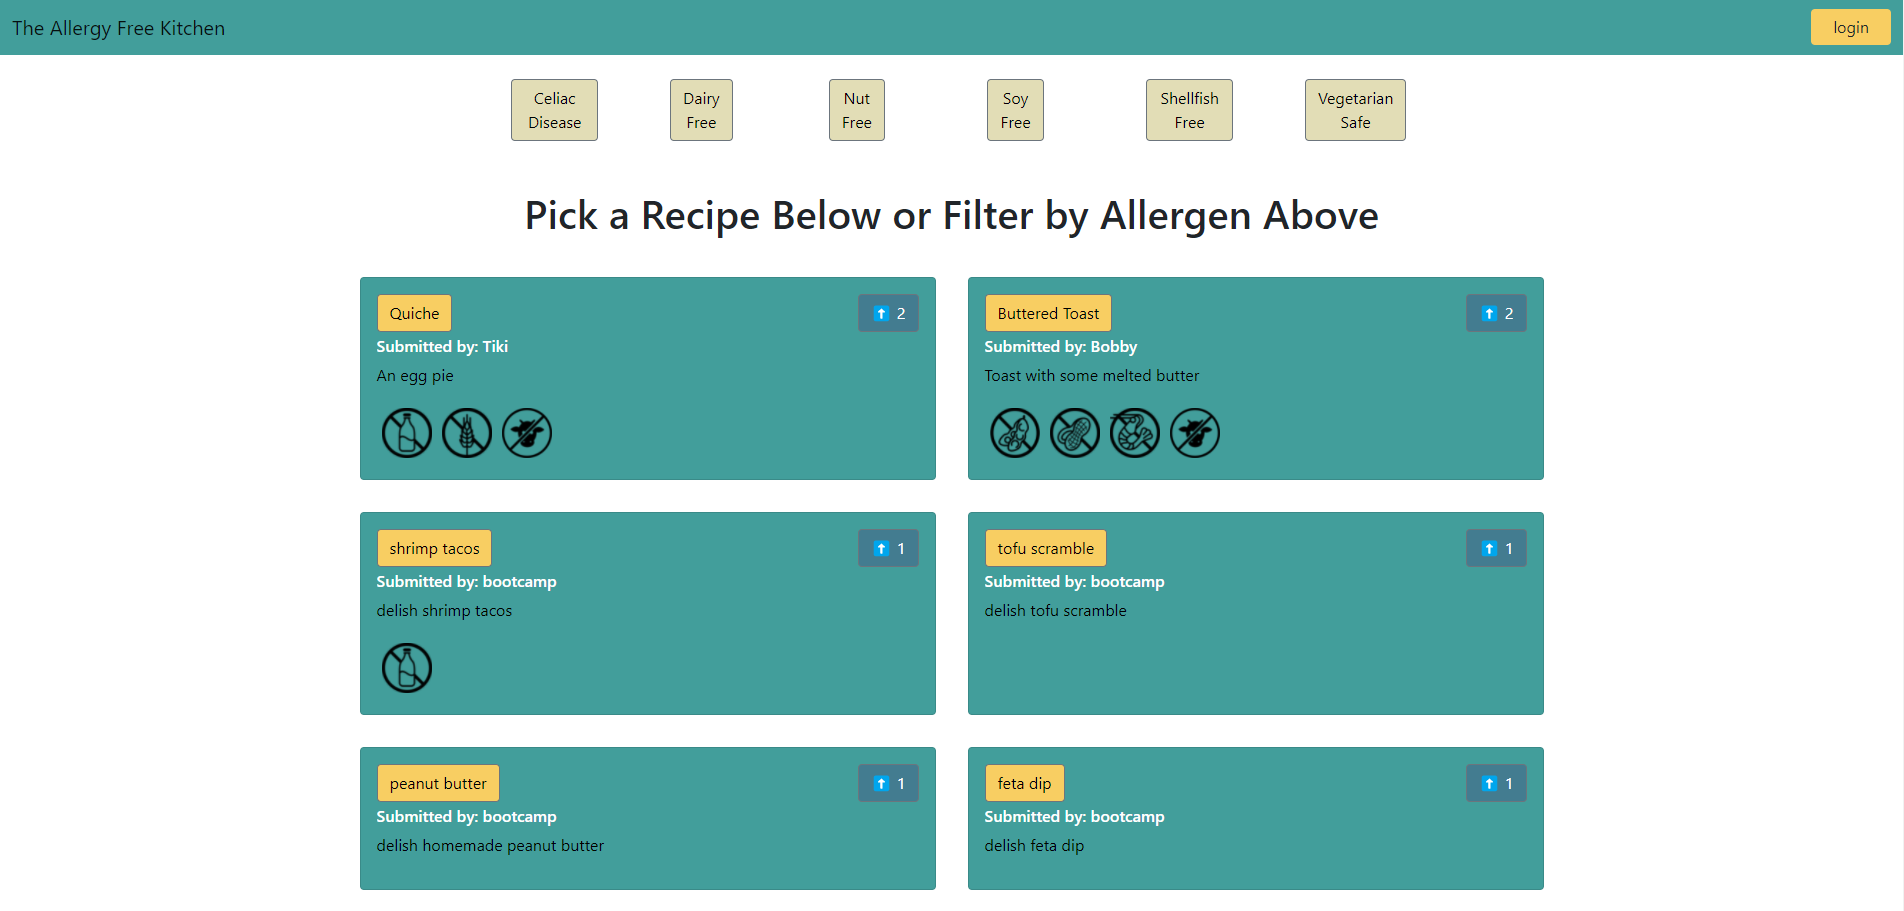 The Allergy Free Kitchen
login
Celiac
Disease
Dairy
Free
Nut
Free
Soy
Free
Shellfish
Free
Vegetarian
Safe
Pick a Recipe Below or Filter by Allergen Above
Quiche
⬆️ 2
Submitted by: Tiki
An egg pie
Buttered Toast
⬆️ 2
Submitted by: Bobby
Toast with some melted butter
shrimp tacos
⬆️ 1
Submitted by: bootcamp
delish shrimp tacos
tofu scramble
⬆️ 1
Submitted by: bootcamp
delish tofu scramble
peanut butter
⬆️ 1
Submitted by: bootcamp
delish homemade peanut butter
feta dip
⬆️ 1
Submitted by: bootcamp
delish feta dip